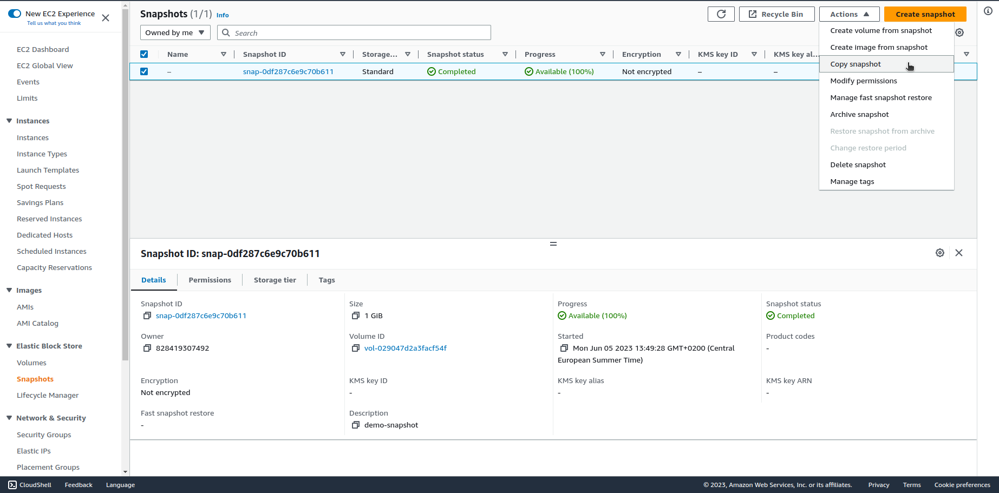 New EC2 Experience
Tell us what you think
EC2 Dashboard
EC2 Global View
Events
Limits
Instances
Instances
Instance Types
Launch Templates
Spot Requests
Savings Plans
Reserved Instances
Dedicated Hosts
Scheduled Instances
Capacity Reservations
Images
AMIs
AMI Catalog
Elastic Block Store
Volumes
Snapshots
Lifecycle Manager
Network & Security
Security Groups
Elastic IPs
Placement Groups
Snapshots (1/1) Info
Recycle Bin
Actions
Create snapshot
Owned by me
Search
Name Snapshot ID Storage... Snapshot status Progress Encryption KMS key ID KMS key al...
– snap-0df287c6e9c70b611 Standard Completed Available (100%) Not encrypted – –
Create volume from snapshot
Create image from snapshot
Copy snapshot
Modify permissions
Manage fast snapshot restore
Archive snapshot
Restore snapshot from archive
Change restore period
Delete snapshot
Manage tags
Snapshot ID: snap-0df287c6e9c70b611
Details Permissions Storage tier Tags
Snapshot ID Size Progress Snapshot status
snap-0df287c6e9c70b611 1 GiB Available (100%) Completed
Owner Volume ID Started Product codes
828419307492 vol-029047d2a3facf54f Mon Jun 05 2023 13:49:28 GMT+0200 (Central -
European Summer Time)
Encryption KMS key ID KMS key alias KMS key ARN
Not encrypted - - -
Fast snapshot restore Description
- demo-snapshot
CloudShell Feedback Language © 2023, Amazon Web Services, Inc. or its affiliates. Privacy Terms Cookie preferences